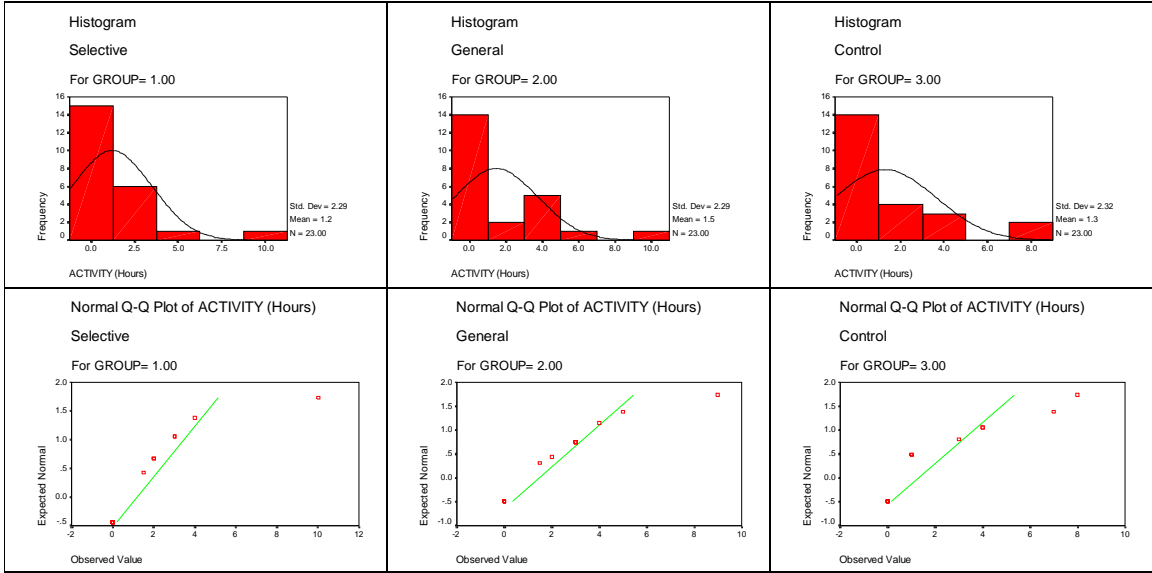 Histogram
Selective
For GROUP= 1.00
16
14
12
10
8
6
4
2
0
Frequency
0.0 2.5 5.0 7.5 10.0
ACTIVITY (Hours)
Std. Dev = 2.29
Mean = 1.2
N = 23.00
Histogram
General
For GROUP= 2.00
16
14
12
10
8
6
4
2
0
Frequency
0.0 2.0 4.0 6.0 8.0 10.0
ACTIVITY (Hours)
Std. Dev = 2.29
Mean = 1.5
N = 23.00
Histogram
Control
For GROUP= 3.00
16
14
12
10
8
6
4
2
0
Frequency
0.0 2.0 4.0 6.0 8.0
ACTIVITY (Hours)
Std. Dev = 2.32
Mean = 1.3
N = 23.00
Normal Q-Q Plot of ACTIVITY (Hours)
Selective
For GROUP= 1.00
2.0
1.5
1.0
.5
0.0
-.5
Expected Normal
-2 0 2 4 6 8 10 12
Observed Value
Normal Q-Q Plot of ACTIVITY (Hours)
General
For GROUP= 2.00
2.0
1.5
1.0
.5
0.0
-.5
-1.0
Expected Normal
-2 0 2 4 6 8 10
Observed Value
Normal Q-Q Plot of ACTIVITY (Hours)
Control
For GROUP= 3.00
2.0
1.5
1.0
.5
0.0
-.5
-1.0
Expected Normal
-2 0 2 4 6 8 10
Observed Value